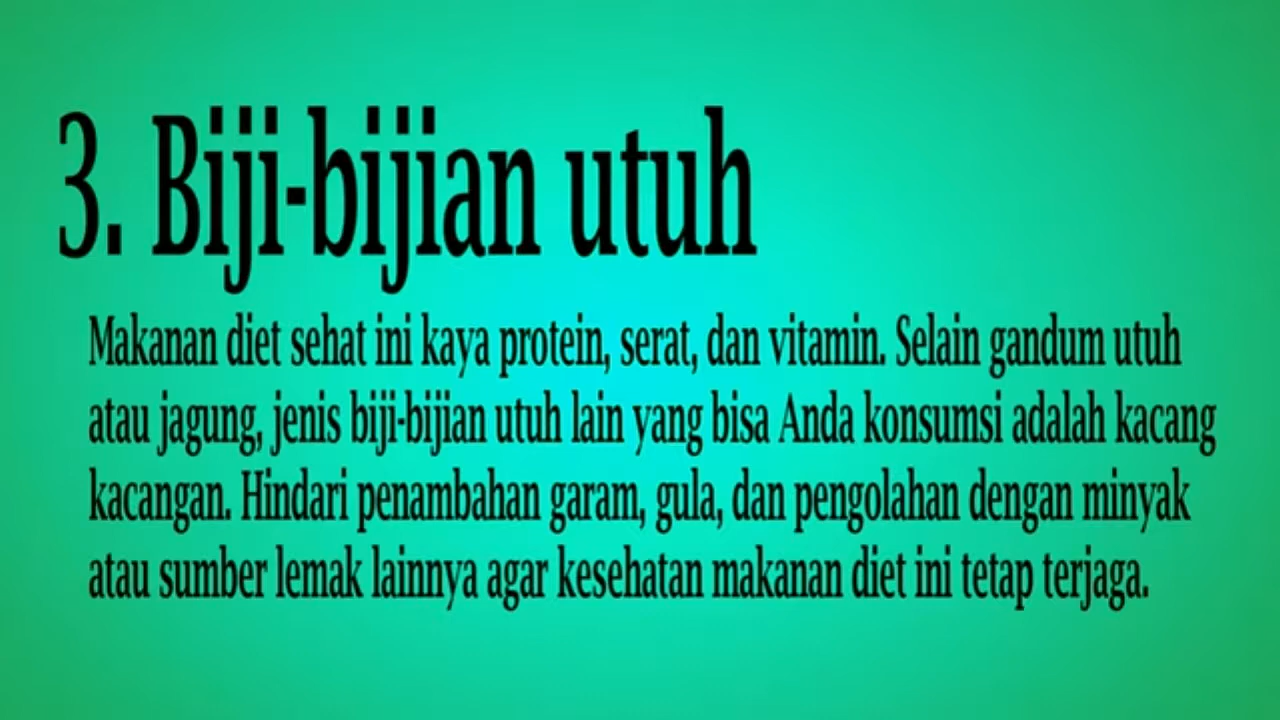 3. Biji-bijian utuh
Makanan diet sehat ini kaya protein, serat, dan vitamin. Selain gandum utuh
atau jagung, jenis biji-bijian utuh lain yang bisa Anda konsumsi adalah kacang
kacangan. Hindari penambahan garam, gula, dan pengolahan dengan minyak
atau sumber lemak lainnya agar kesehatan makanan diet ini tetap terjaga.